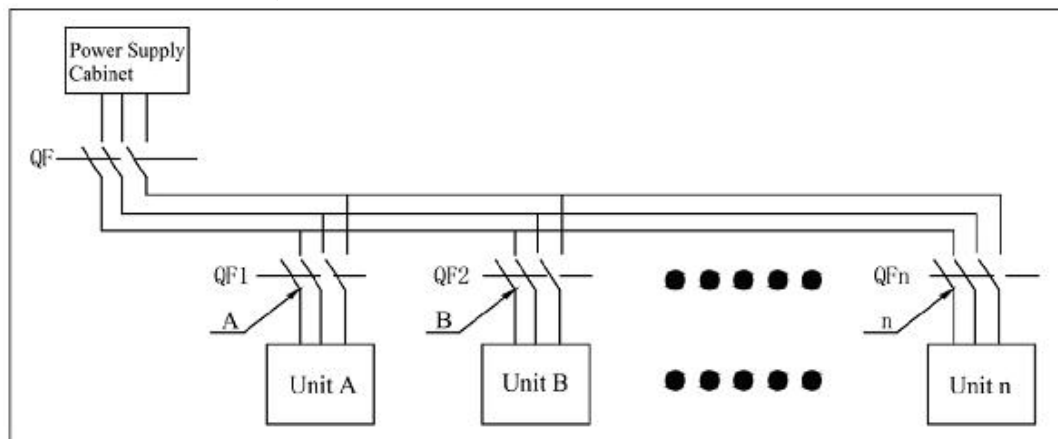 Power Supply
Cabinet
QF
QF1
QF2
QFn
A
B
n
Unit A
Unit B
Unit n